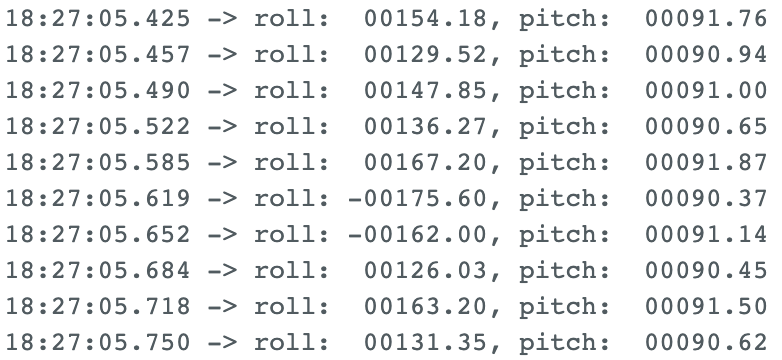 18:27:05.425 -> roll:  00154.18, pitch:  00091.76
18:27:05.457 -> roll:  00129.52, pitch:  00090.94
18:27:05.490 -> roll:  00147.85, pitch:  00091.00
18:27:05.522 -> roll:  00136.27, pitch:  00090.65
18:27:05.585 -> roll:  00167.20, pitch:  00091.87
18:27:05.619 -> roll: -00175.60, pitch:  00090.37
18:27:05.652 -> roll: -00162.00, pitch:  00091.14
18:27:05.684 -> roll:  00126.03, pitch:  00090.45
18:27:05.718 -> roll:  00163.20, pitch:  00091.50
18:27:05.750 -> roll:  00131.35, pitch:  00090.62